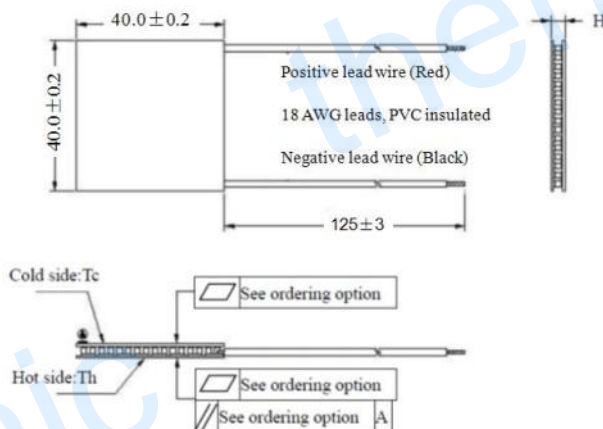 40.0±0.2
H
40.0±0.2
Positive lead wire (Red)
18 AWG leads, PVC insulated
Negative lead wire (Black)
125±3
Cold side:Tc
See ordering option
Hot side:Th
See ordering option
See ordering option A